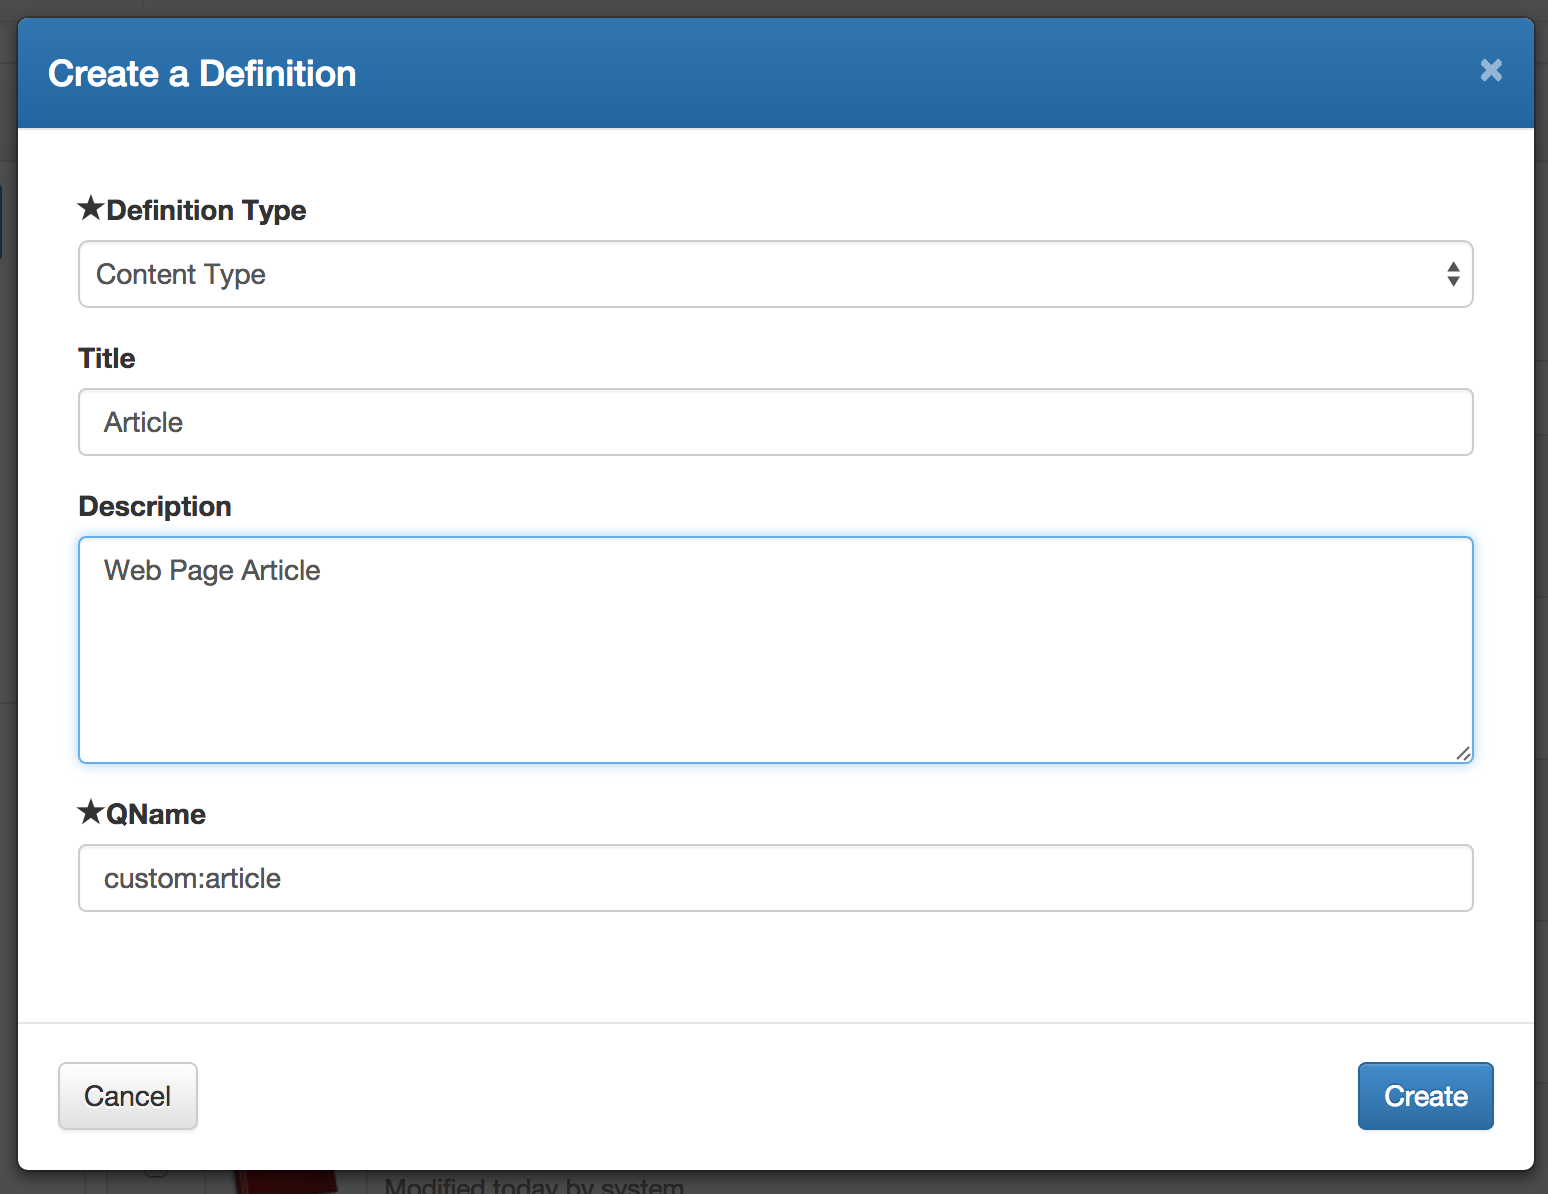 Create a Definition
×
★Definition Type
Content Type
Title
Article
Description
Web Page Article
★QName
custom:article
Cancel
Create
Modified today by system